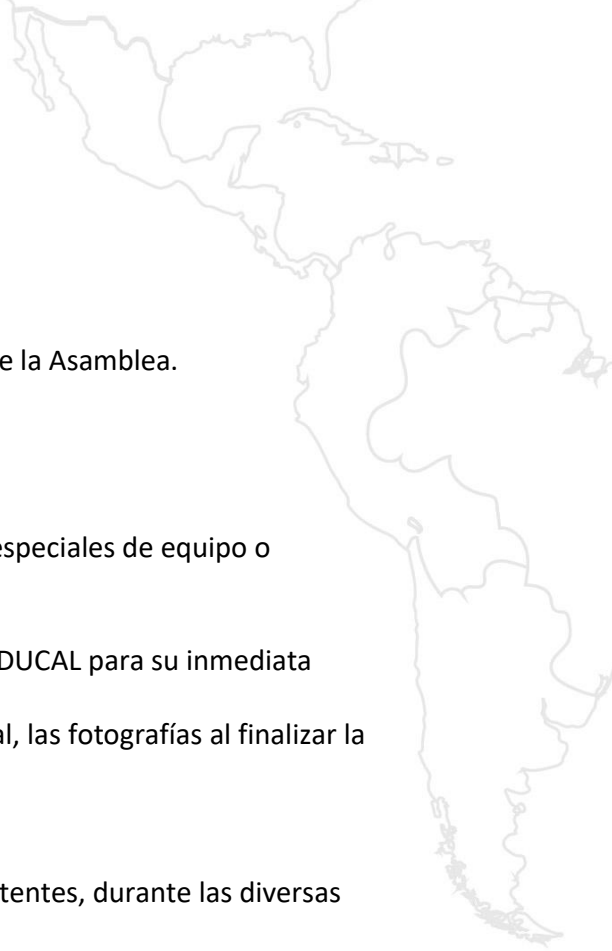 e la Asamblea.
especiales de equipo o
DUCAL para su inmediata
al, las fotografías al finalizar la
tentes, durante las diversas